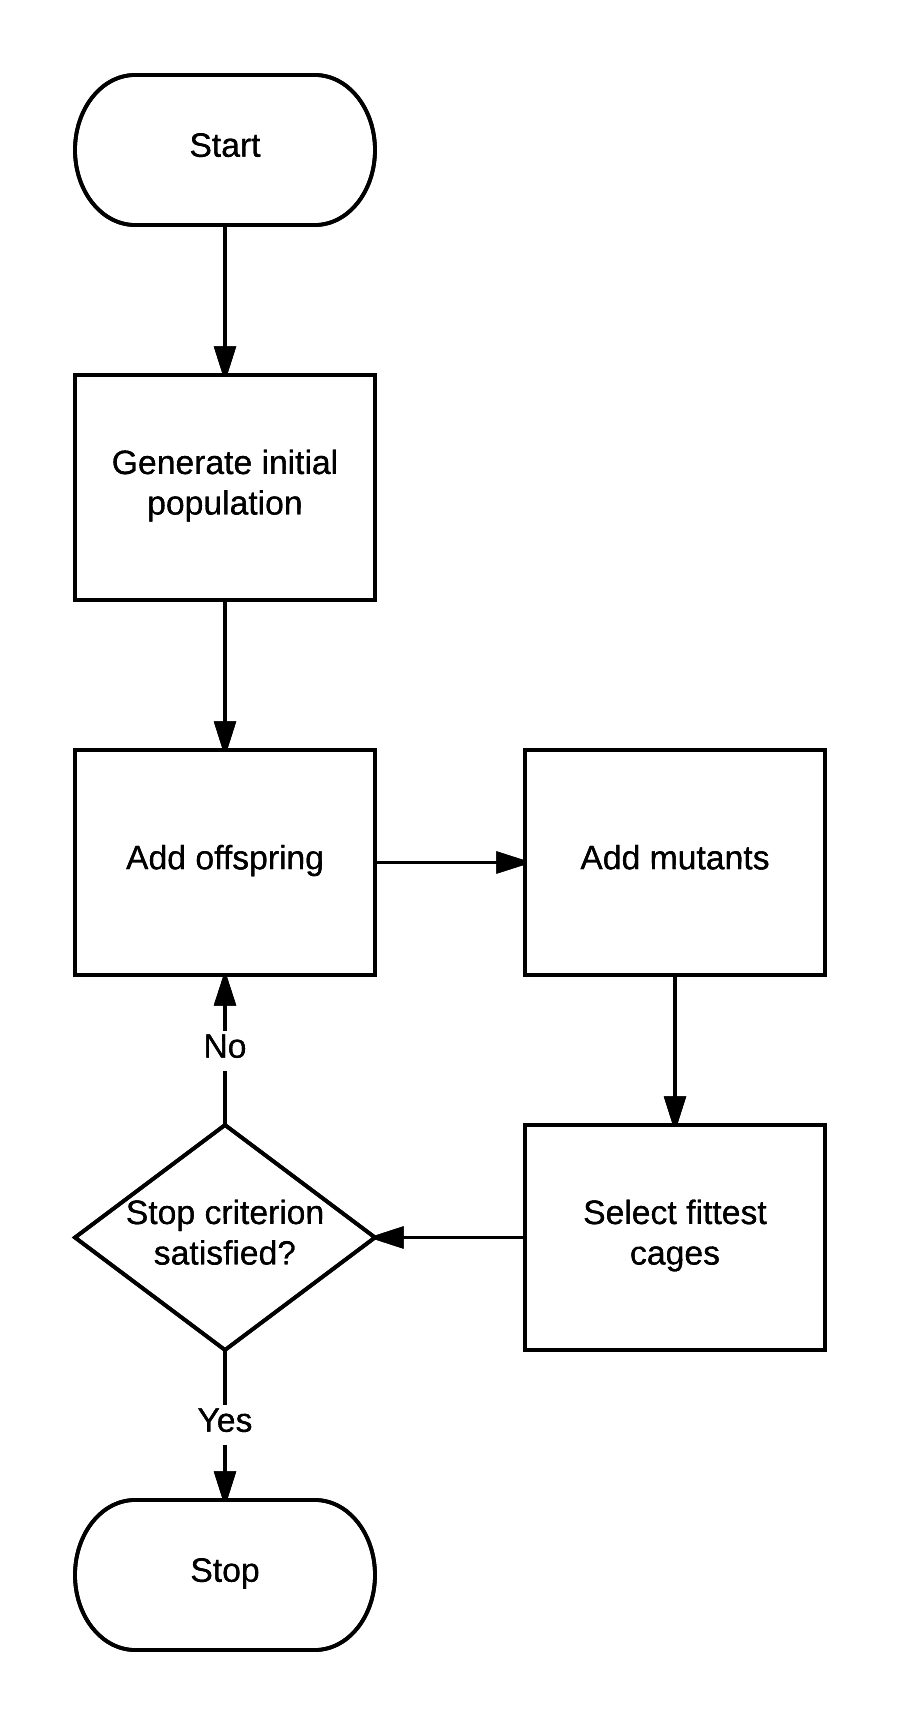 Start
Generate initial
population
Add offspring
Add mutants
No
Stop criterion
satisfied?
Select fittest
cages
Yes
Stop